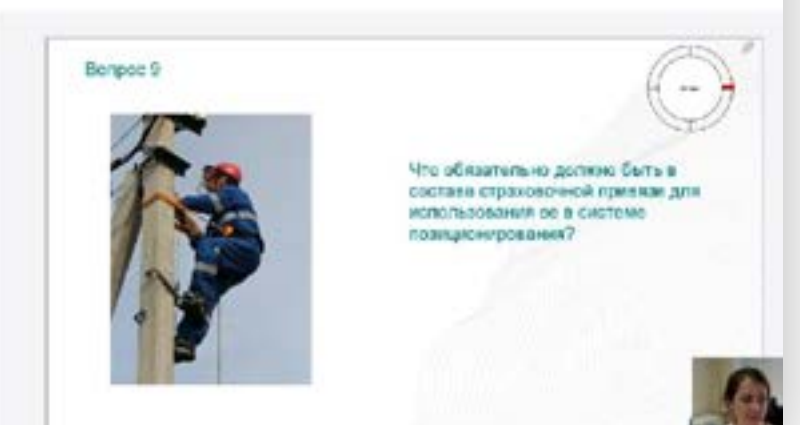 Вопрос 9
Что обязательно должно быть в
составе страховочной привязи для
использования ее в системе
позиционирования?